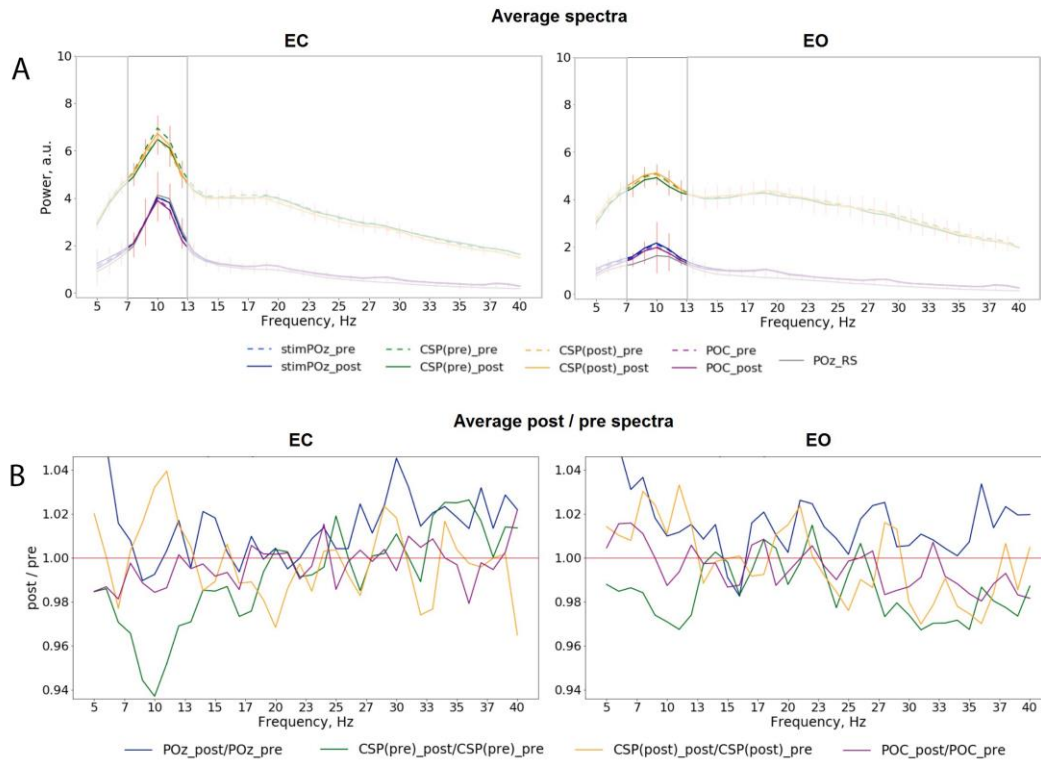 Average spectra
EC EO
A
10 10
8 8
6 6
4 4
2 2
0 0
Power, a.u.
5 7 10 13 15 17 20 23 25 27 30 33 35 37 40 5 7 10 13 15 17 20 23 25 27 30 33 33 37 40
Frequency, Hz Frequency, Hz
stimPOz_pre CSP(pre)_pre CSP(post)_pre POC_pre
stimPOz_post CSP(pre)_post CSP(post)_post POC_post POz_RS
Average post / pre spectra
EC EO
B
1.04 1.04
1.02 1.02
1.00 1.00
0.98 0.98
0.96 0.96
0.94 0.94
post / pre
5 7 10 13 15 17 20 23 25 27 30 33 35 37 40 5 7 10 13 15 17 20 23 25 27 30 33 35 37 40
Frequency, Hz Frequency, Hz
POz_post/POz_pre CSP(pre)_post/CSP(pre)_pre CSP(post)_post/CSP(post)_pre POC_post/POC_pre